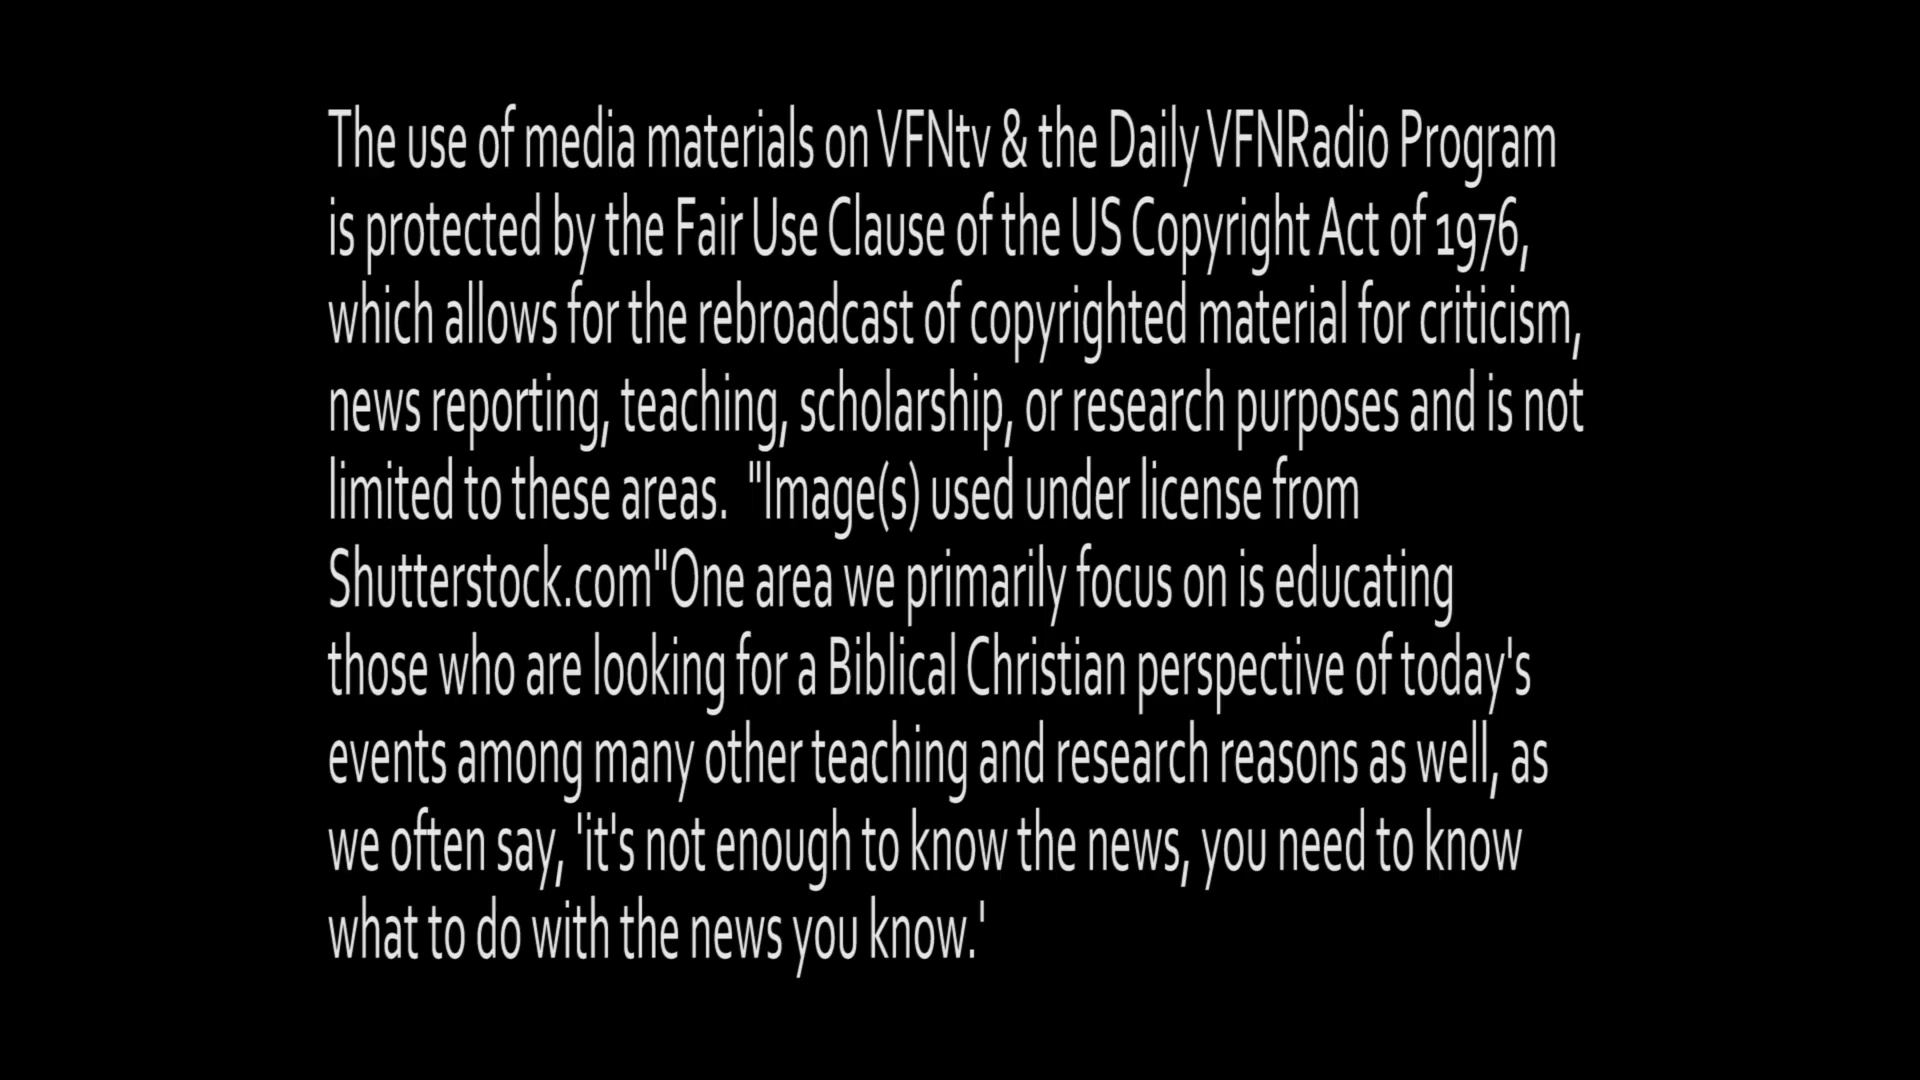 The use of media materials on VFNtv & the Daily VFNRadio Program
is protected by the Fair Use Clause of the US Copyright Act of 1976,
which allows for the rebroadcast of copyrighted material for criticism,
news reporting, teaching, scholarship, or research purposes and is not
limited to these areas.  "Image(s) used under license from
Shutterstock.com"One area we primarily focus on is educating
those who are looking for a Biblical Christian perspective of today's
events among many other teaching and research reasons as well, as
we often say, 'it's not enough to know the news, you need to know
what to do with the news you know.'